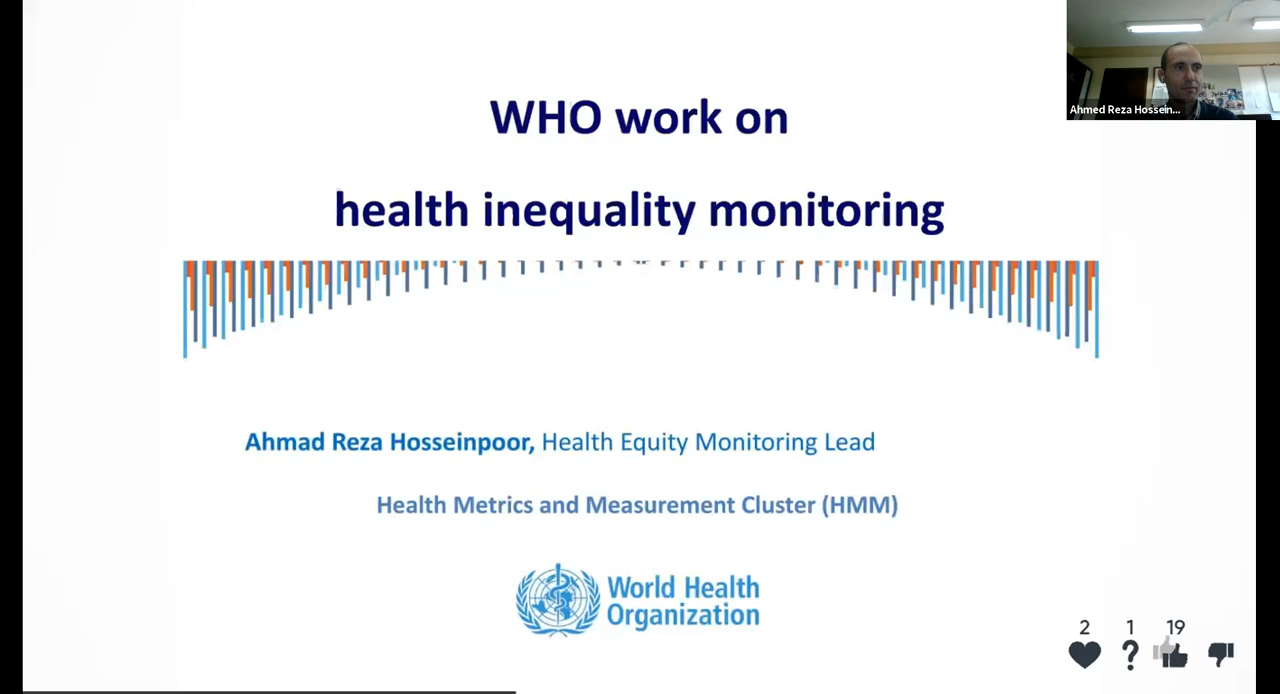 WHO work on
health inequality monitoring
Ahmed Reza Hossein...
Ahmad Reza Hosseinpoor, Health Equity Monitoring Lead
Health Metrics and Measurement Cluster (HMM)
World Health
Organization
2 1 19
?